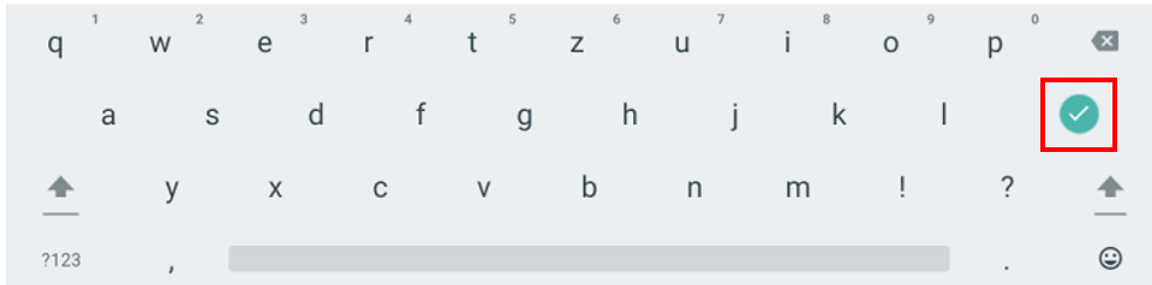 1 2 3 4 5 6 7 8 9 0
q w e r t z u i o p
a s d f g h j k l
y x c v b n m ! ?
?123 , .